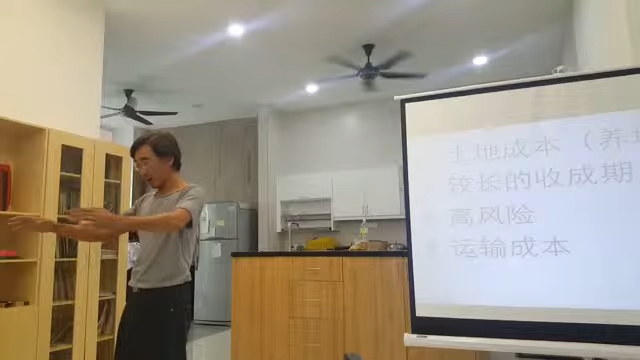 土地成本（养
较长的收成期
高风险
运输成本